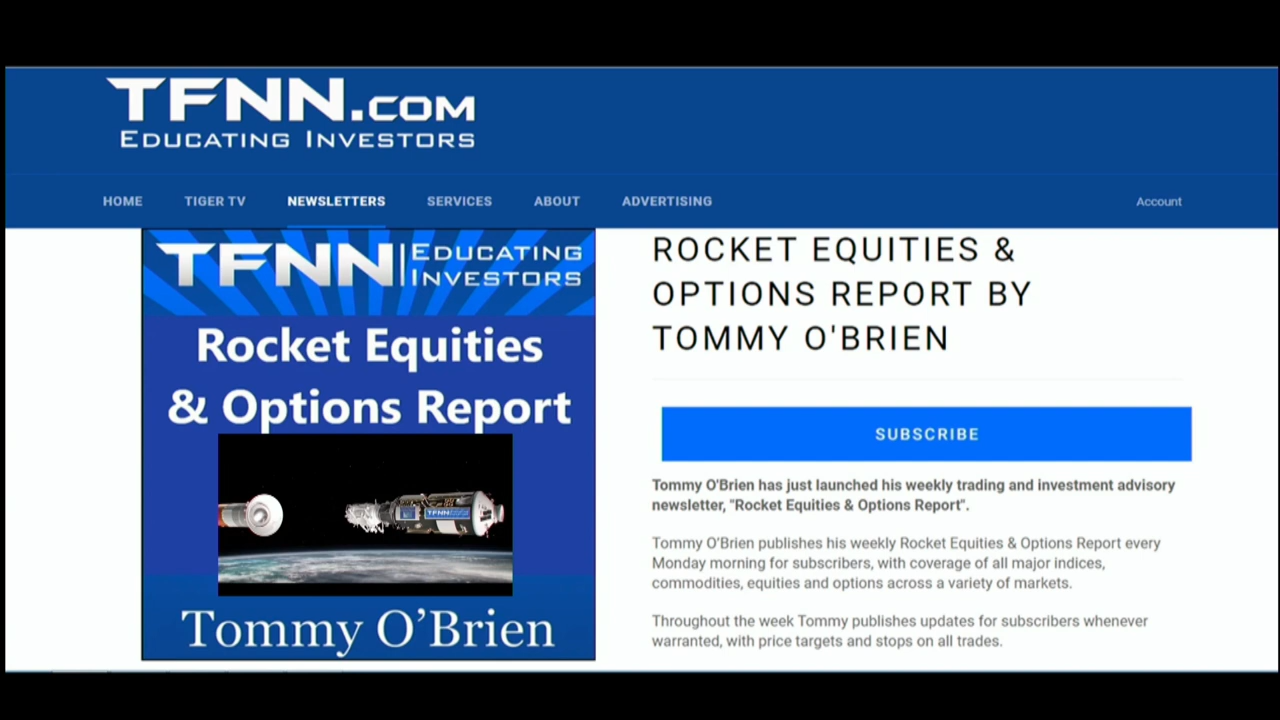 TFNN.COM
EDUCATING INVESTORS
HOME TIGER TV NEWSLETTERS SERVICES ABOUT ADVERTISING Account
TFNN EDUCATING
INVESTORS
Rocket Equities
& Options Report
TFNN
Tommy O’Brien
ROCKET EQUITIES &
OPTIONS REPORT BY
TOMMY O'BRIEN
SUBSCRIBE
Tommy O'Brien has just launched his weekly trading and investment advisory
newsletter, "Rocket Equities & Options Report".
Tommy O’Brien publishes his weekly Rocket Equities & Options Report every
Monday morning for subscribers, with coverage of all major indices,
commodities, equities and options across a variety of markets.
Throughout the week Tommy publishes updates for subscribers whenever
warranted, with price targets and stops on all trades.